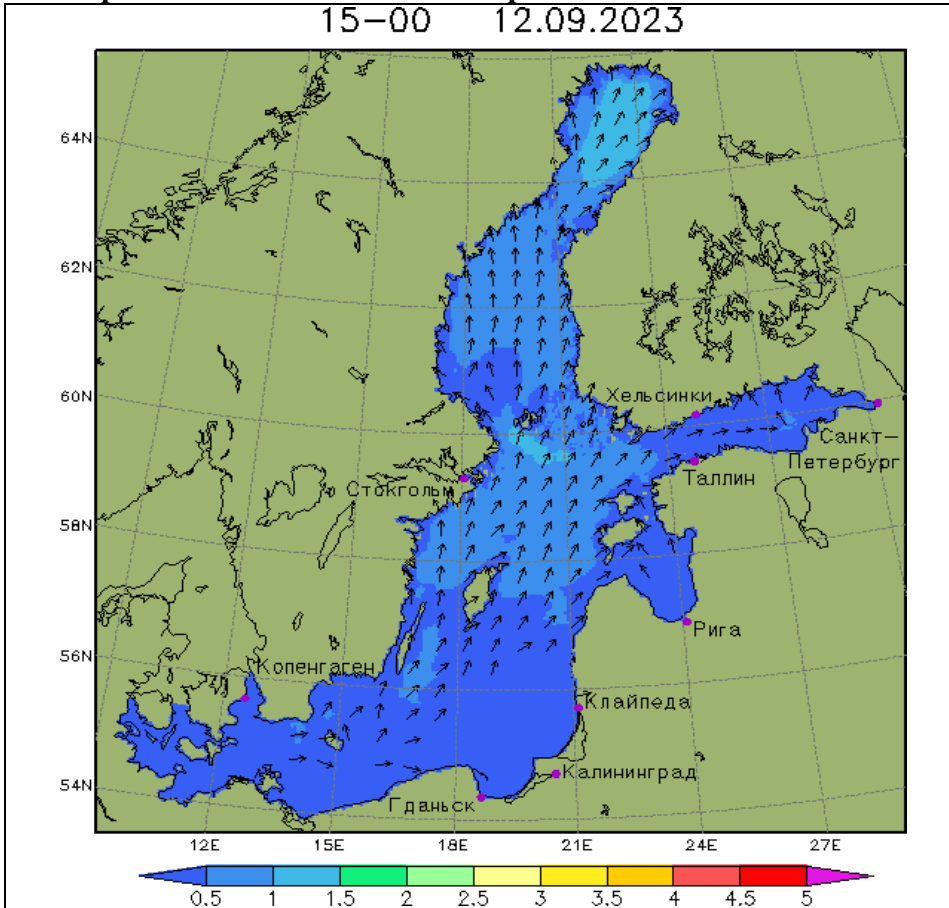 15-00 12.09.2023
64N
62N
60N
58N
56N
54N
Хельсинки
Санкт-
Петербург
Таллин
Стокгольм
Рига
Копенгаген
Клайпеда
Калининград
Гданьск
12E 15E 18E 21E 24E 27E
0,5 1 1,5 2 2,5 3 3,5 4 4,5 5